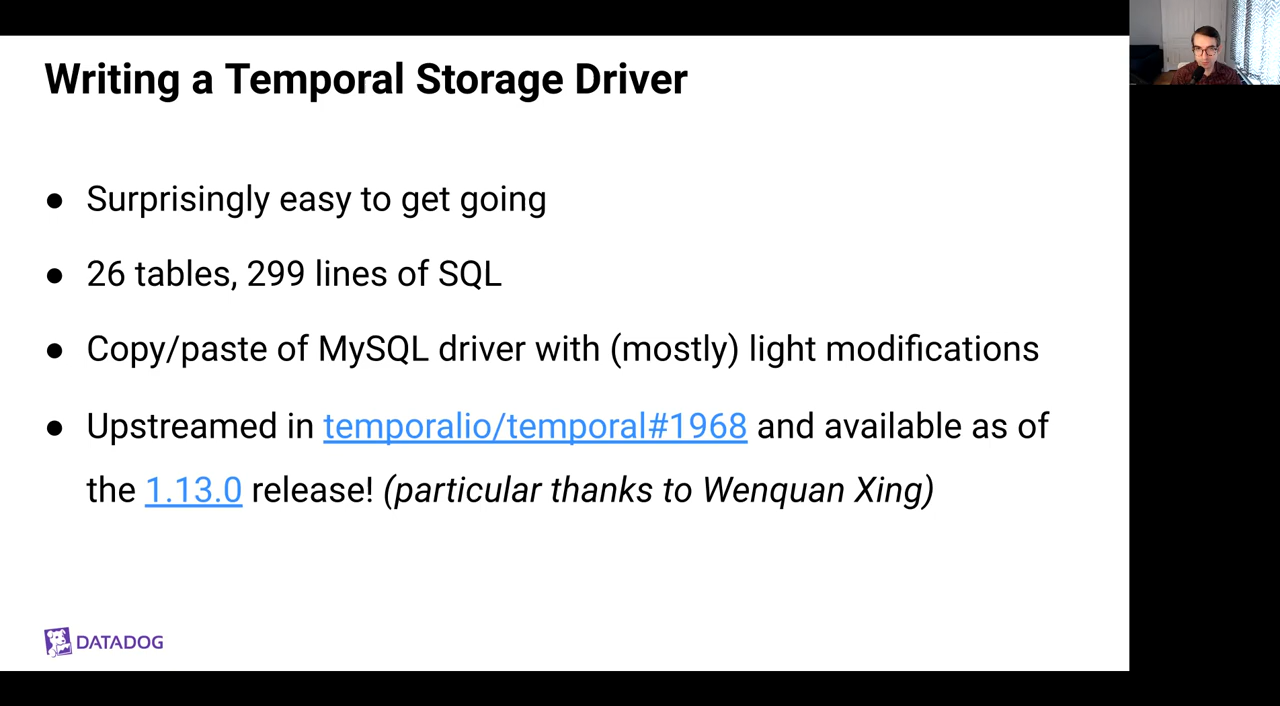 Writing a Temporal Storage Driver
● Surprisingly easy to get going
● 26 tables, 299 lines of SQL
● Copy/paste of MySQL driver with (mostly) light modifications
● Upstreamed in temporalio/temporal#1968 and available as of
the 1.13.0 release! (particular thanks to Wenquan Xing)
DATADOG